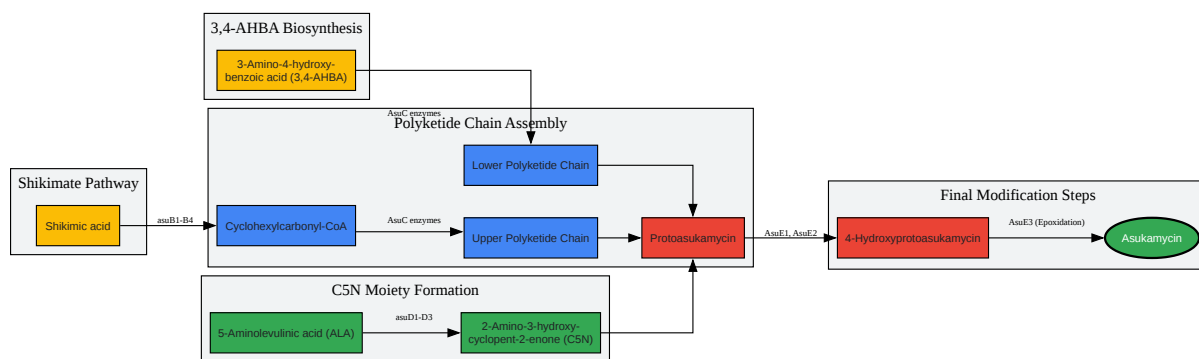 3,4-AHBA Biosynthesis
3-Amino-4-hydroxy-
benzoic acid (3,4-AHBA)
AsuC enzymes
Polyketide Chain Assembly
Lower Polyketide Chain
Shikimate Pathway
Shikimic acid
asuB1-B4
Cyclohexylcarbonyl-CoA
AsuC enzymes
Upper Polyketide Chain
Protoasukamycin
AsuE1, AsuE2
Final Modification Steps
4-Hydroxyprotoasukamycin
AsuE3 (Epoxidation)
Asukamycin
C5N Moiety Formation
5-Aminolevulinic acid (ALA)
asuD1-D3
2-Amino-3-hydroxy-
cyclopent-2-enone (C5N)